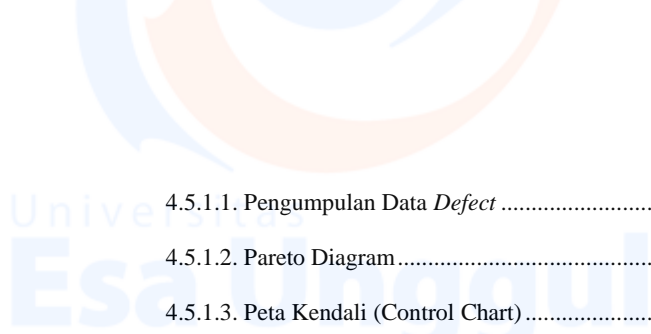 4.5.1.1. Pengumpulan Data Defect ........................
Universitas
4.5.1.2. Pareto Diagram ..........................................
Esa Unggul
4.5.1.3. Peta Kendali (Control Chart) .....................